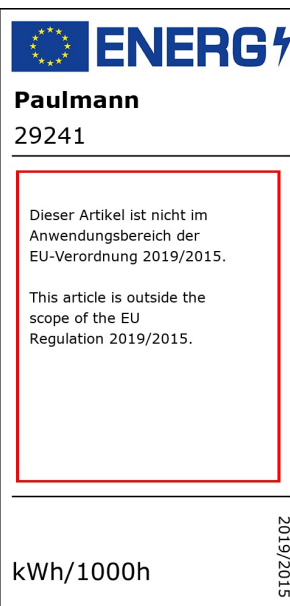 ENERG
Paulmann
29241
Dieser Artikel ist nicht im
Anwendungsbereich der
EU-Verordnung 2019/2015.
This article is outside the
scope of the EU
Regulation 2019/2015.
kWh/1000h
2019/2015